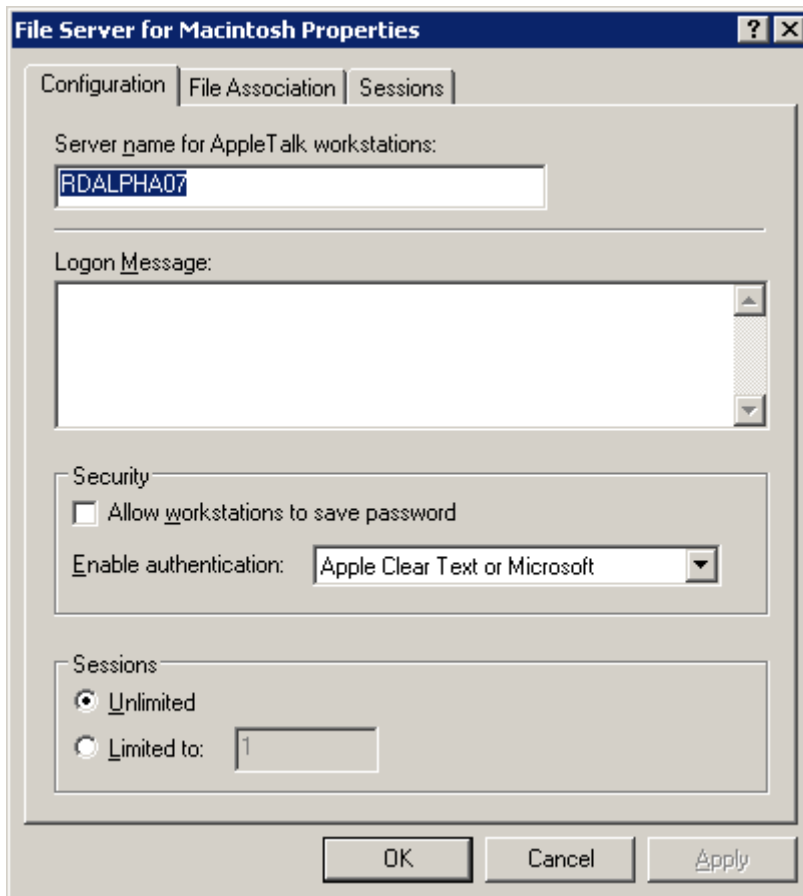 File Server for Macintosh Properties
Configuration File Association Sessions
Server name for AppleTalk workstations:
RDALPHA07
Logon Message:
Security
Allow workstations to save password
Enable authentication: Apple Clear Text or Microsoft
Sessions
Unlimited
Limited to: 1
OK Cancel Apply